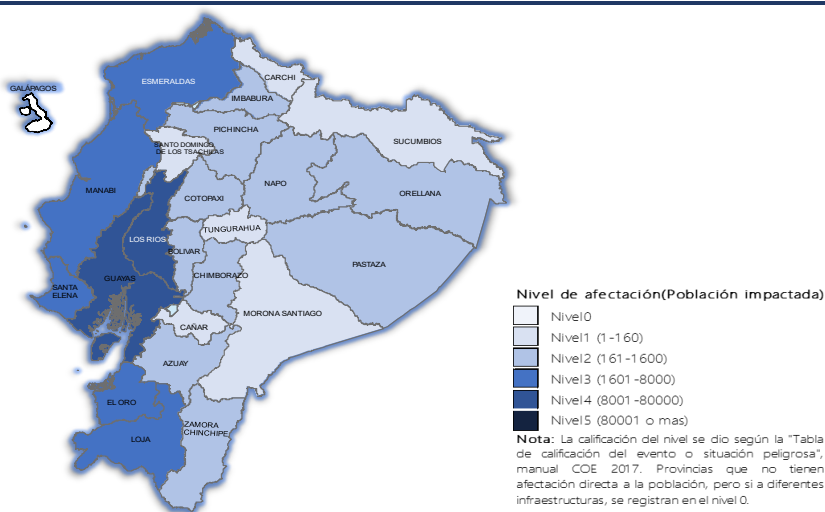 GALÁPAGOS
ESMERALDAS
CARCHI
IMBABURA
PICHINCHA
SUCUMBIOS
SANTO DOMINGO
DE LOS TSACHILAS
NAPO
ORELLANA
MANABI
COTOPAXI
TUNGURAHUA
LOS RIOS
BOLIVAR
PASTAZA
CHIMBORAZO
GUAYAS
SANTA
ELENA
MORONA SANTIAGO
CAÑAR
AZUAY
EL ORO
LOJA
ZAMORA
CHINCHIPE
Nivel de afectación(Población impactada)
Nivel0
Nivel1 (1-160)
Nivel2 (161-1600)
Nivel3 (1601-8000)
Nivel4 (8001-80000)
Nivel5 (80001 o mas)
Nota: La calificación del nivel se dio según la "Tabla
de calificación del evento o situación peligrosa",
manual COE 2017. Provincias que no tienen
afectación directa a la población, pero si a diferentes
infraestructuras, se registran en el nivel 0.